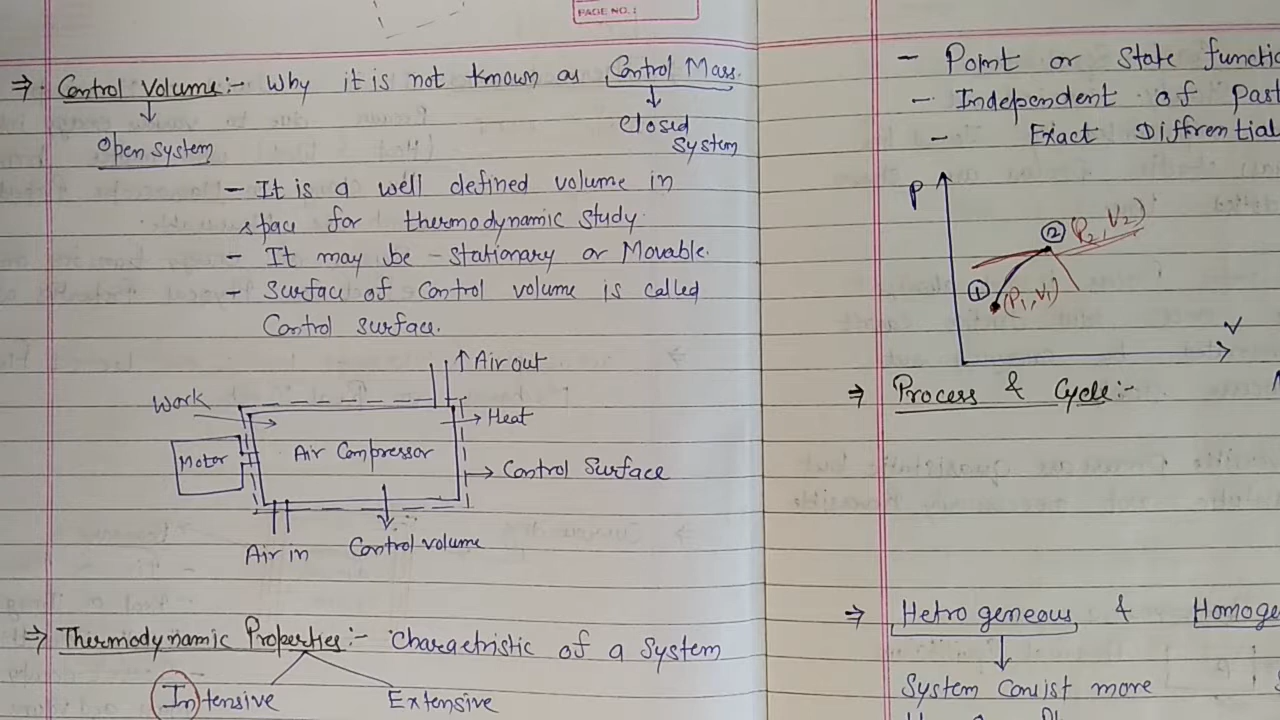 PAGE NO.:
⇒ Control Volume:- Why it is not known as Control Mass.
Open System
Closed
System
- It is a well defined volume in
space for thermodynamic study.
- It may be stationary or Movable.
- Surface of Control volume is called
Control surface.
Air out
Work
Heat
Motor
Air Compressor
Control Surface
Air in
Control volume
⇒ Thermodynamic Properties:- Charactristic of a System
Intensive Extensive
- Point or State
- Independent of Past
- Exact Diffrential
P
② (P2, V2)
① (P1, V1)
V
⇒ Process & Cycle:-
⇒ Hetrogeneous &
System Consist more